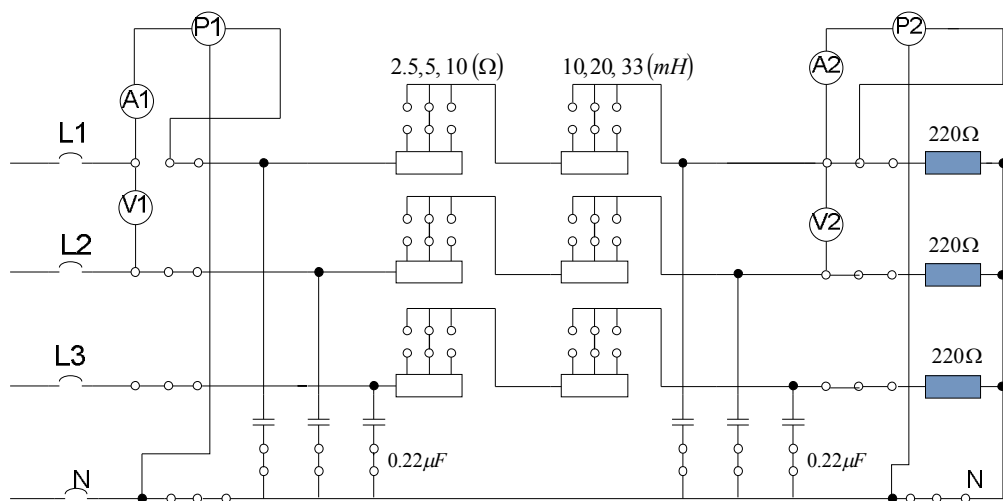 P1
P2
2.5,5, 10 (Ω)
10,20, 33 (mH)
A1
A2
L1
220Ω
V1
V2
L2
220Ω
L3
220Ω
0.22μF
0.22μF
N
N